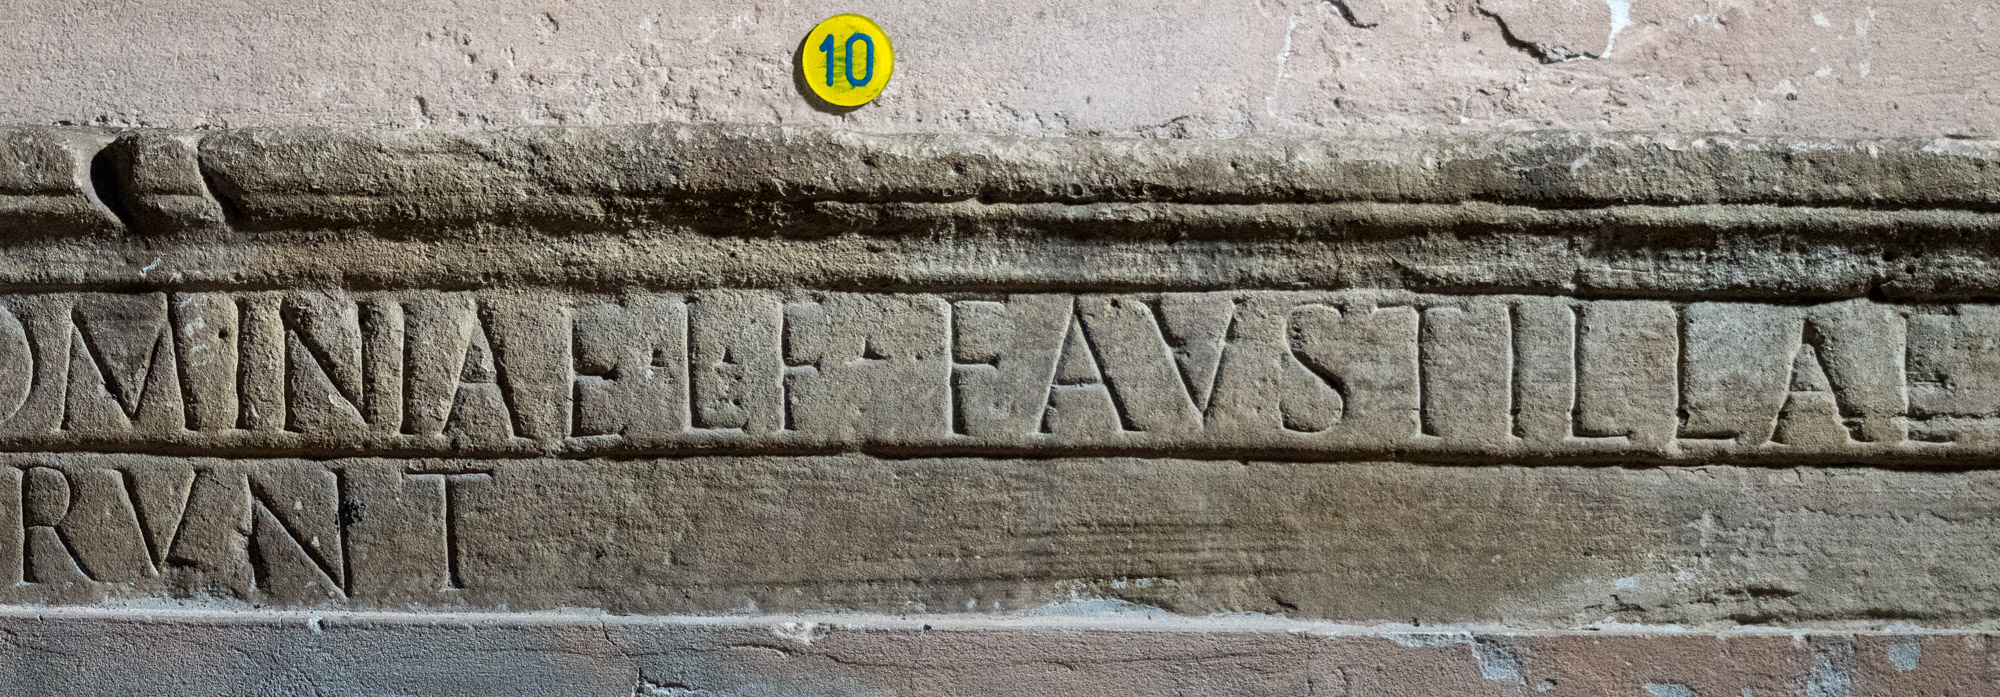 10
OMINIAE · L · F · FAVSTILLAE
RVNT